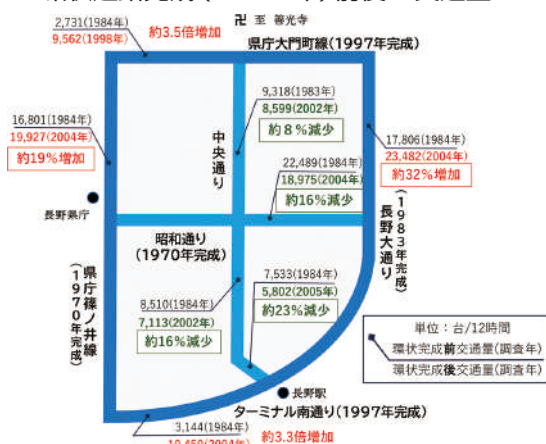 2,731(1984年)
9,562(1998年)
約3.5倍増加
卍 至 善光寺
県庁大門町線(1997年完成)
16,801(1984年)
19,927(2004年)
約19%増加
中央通り
9,318(1983年)
8,599(2002年)
約8%減少
17,806(1984年)
23,482(2004年)
約32%増加
22,489(1984年)
18,975(2004年)
約16%減少
長野県庁
昭和通り
(1970年完成)
長野大通り
(1983年完成)
県庁篠ノ井線
(1970年完成)
7,533(1984年)
5,802(2005年)
約23%減少
8,510(1984年)
7,113(2002年)
約16%減少
単位：台/12時間
環状完成前交通量(調査年)
環状完成後交通量(調査年)
長野駅
ターミナル南通り(1997年完成)
3,144(1984年)
約3.3倍増加